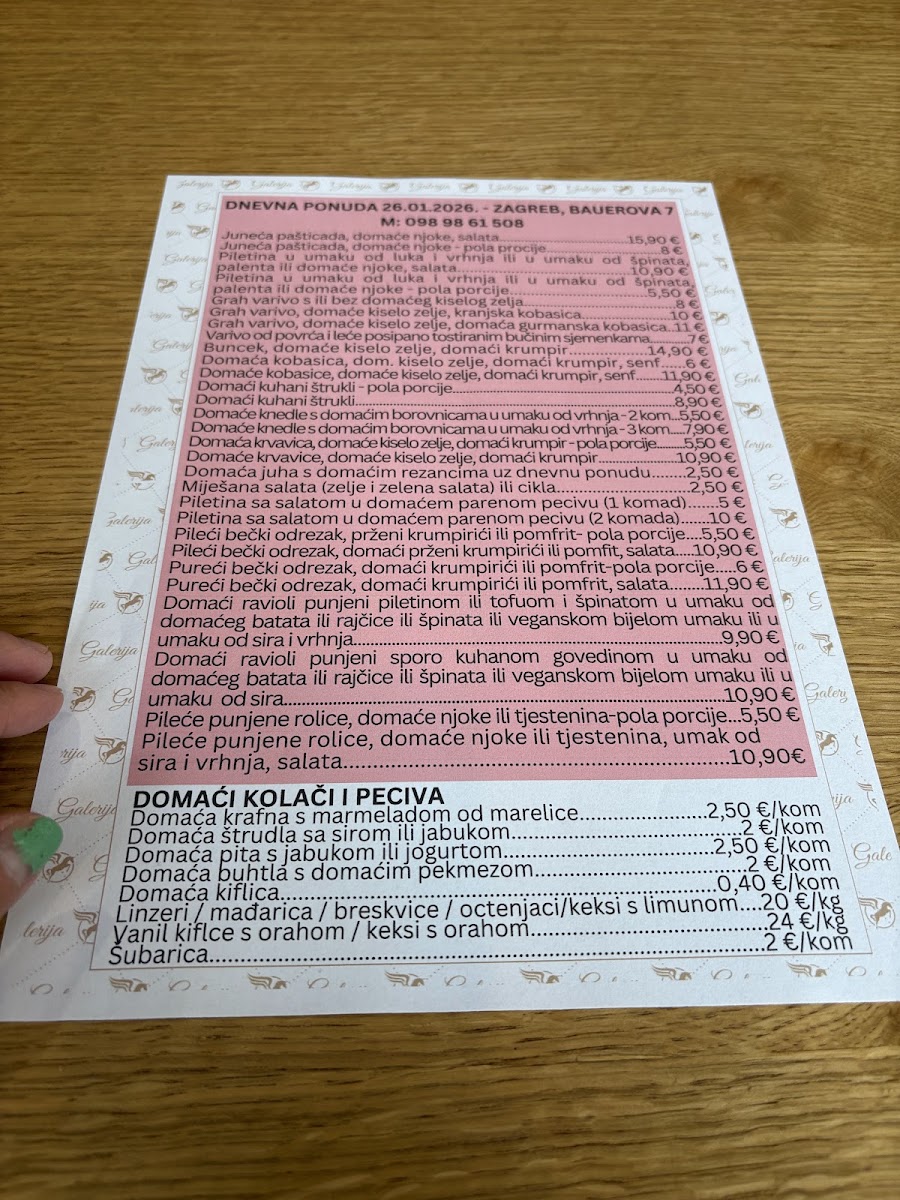 DNEVNA PONUDA 26.01.2026. - ZAGREB, BAUEROVA 7
M: 098 98 61 508
Juneća pašticada, domaće njoke, salata.....15,90 €
Juneća pašticada, domaće njoke - pola procije.....8 €
Piletina u umaku od luka i vrhnja ili u umaku od špinata,
palenta ili domaće njoke, salata.....10,90 €
Piletina u umaku od luka i vrhnja ili u umaku od špinata,
palenta ili domaće njoke - pola porcije.....5,50 €
Grah varivo s ili bez domaćeg kiselog zelja.....8 €
Grah varivo, domaće kiselo zelje, kranjska kobasica.....10 €
Grah varivo, domaće kiselo zelje, domaća gurmanska kobasica..11 €
Varivo od povrća i leće posipano tostiranim bučinim sjemenkama.....7 €
Buncek, domaće kiselo zelje, domaći krumpir.....14,90 €
Domaća kobasica, dom. kiselo zelje, domaći krumpir, senf.....6 €
Domaće kobasice, domaće kiselo zelje, domaći krumpir, senf.....11,90 €
Domaći kuhani štrukli - pola porcije.....4,50 €
Domaći kuhani štrukli.....8,90 €
Domaće knedle s domaćim borovnicama u umaku od vrhnja - 2 kom..5,50 €
Domaće knedle s domaćim borovnicama u umaku od vrhnja - 3 kom.....7,90 €
Domaća krvavica, domaće kiselo zelje, domaći krumpir - pola porcije.....5,50 €
Domaće krvavice, domaće kiselo zelje, domaći krumpir.....10,90 €
Domaća juha s domaćim rezancima uz dnevnu ponudu.....2,50 €
Miješana salata (zelje i zelena salata) ili cikla.....2,50 €
Piletina sa salatom u domaćem parenom pecivu (1 komad).....5 €
Piletina sa salatom u domaćem parenom pecivu (2 komada).....10 €
Pileći bečki odrezak, prženi krumpirići ili pomfrit- pola porcije....5,50 €
Pileći bečki odrezak, domaći prženi krumpirići ili pomfit, salata....10,90 €
Pureći bečki odrezak, domaći krumpirići ili pomfrit-pola porcije....6 €
Pureći bečki odrezak, domaći krumpirići ili pomfrit, salata.....11,90 €
Domaći ravioli punjeni piletinom ili tofuom i špinatom u umaku od
domaćeg batata ili rajčice ili špinata ili veganskom bijelom umaku ili u
umaku od sira i vrhnja.....9,90 €
Domaći ravioli punjeni sporo kuhanom govedinom u umaku od
domaćeg batata ili rajčice ili špinata ili veganskom bijelom umaku ili u
umaku od sira.....10,90 €
Pileće punjene rolice, domaće njoke ili tjestenina-pola porcije...5,50 €
Pileće punjene rolice, domaće njoke ili tjestenina, umak od
sira i vrhnja, salata.....10,90€
DOMAĆI KOLAČI I PECIVA
Domaća krafna s marmeladom od marelice.....2,50 €/kom
Domaća štrudla sa sirom ili jabukom.....2 €/kom
Domaća pita s jabukom ili jogurtom.....2,50 €/kom
Domaća buhtla s domaćim pekmezom.....2 €/kom
Domaća kiflica.....0,40 €/kom
Linzeri / mađarica / breskvice / octenjaci/keksi s limunom....20 €/kg
Vanil kiflce s orahom / keksi s orahom.....24 €/kg
Šubarica.....2 €/kom
Galerija